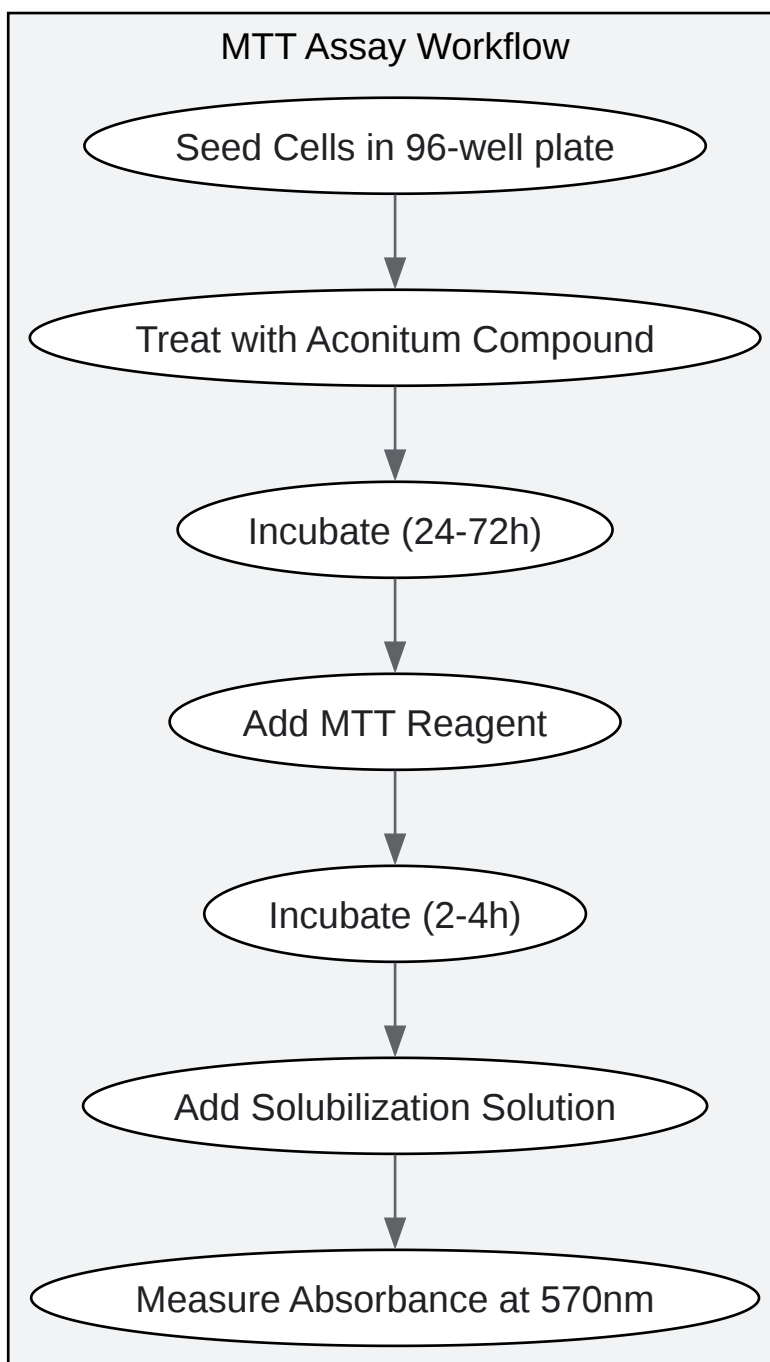 MTT Assay Workflow
Seed Cells in 96-well plate
Treat with Aconitum Compound
Incubate (24-72h)
Add MTT Reagent
Incubate (2-4h)
Add Solubilization Solution
Measure Absorbance at 570nm